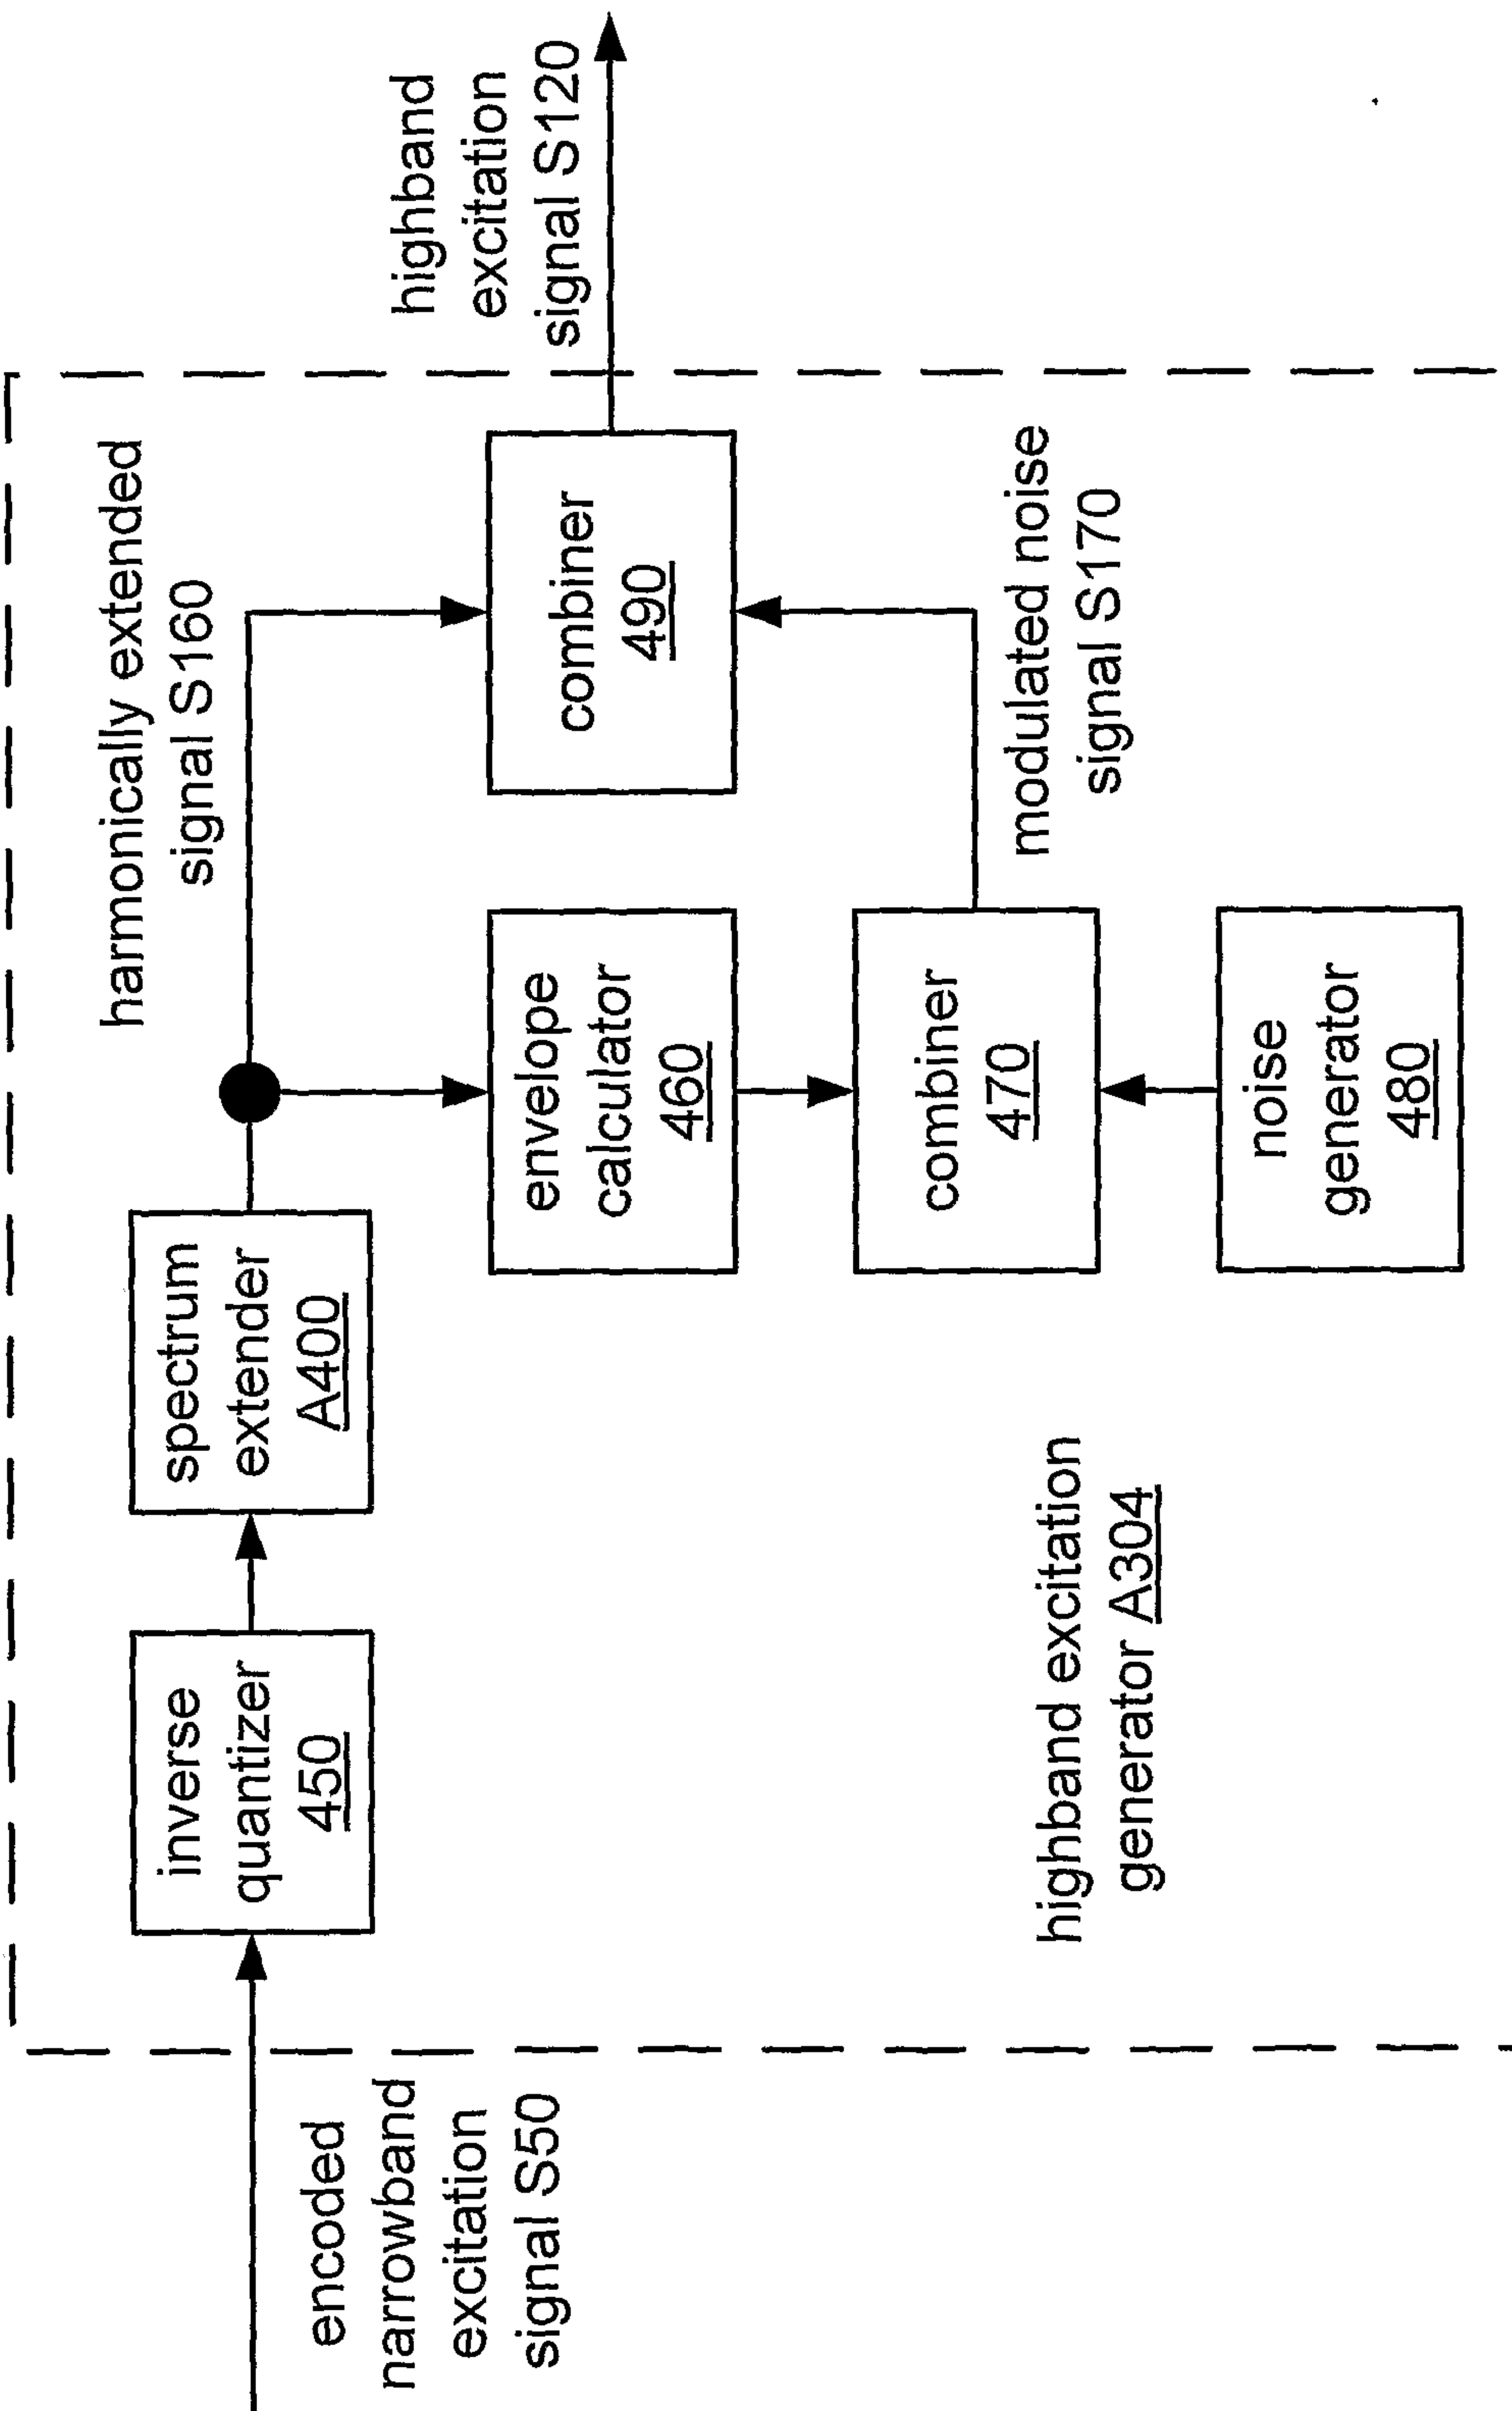 encoded
narrowband
excitation
signal S50
inverse
quantizer
450
spectrum
extender
A400
harmonically extended
signal S160
envelope
calculator
460
combiner
470
noise
generator
480
combiner
490
modulated noise
signal S170
highband
excitation
signal S120
highband excitation
generator A304